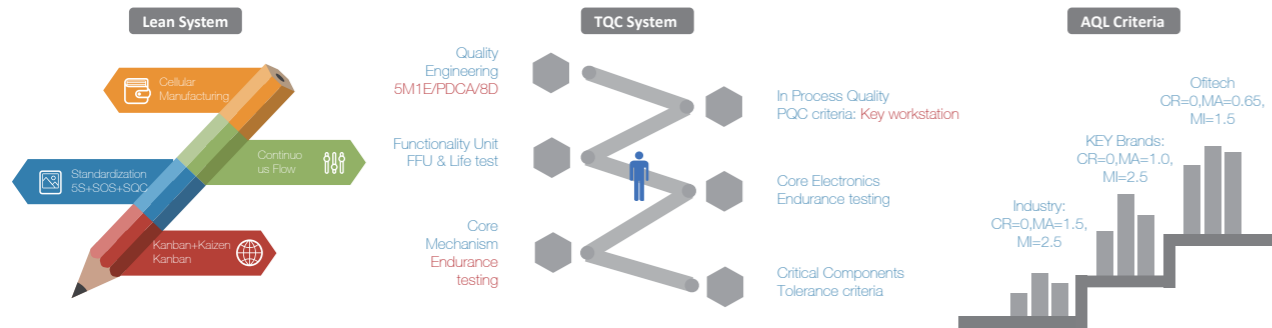 Lean System
Cellular
Manufacturing
Continuo
us Flow
Standardization
5S+SOS+SQC
Kanban+Kaizen
Kanban
TQC System
Quality
Engineering
5M1E/PDCA/8D
In Process Quality
PQC criteria: Key workstation
Functionality Unit
FFU & Life test
Core Electronics
Endurance testing
Core
Mechanism
Endurance
testing
Critical Components
Tolerance criteria
AQL Criteria
Ofitech
CR=0,MA=0.65,
MI=1.5
KEY Brands:
CR=0,MA=1.0,
MI=2.5
Industry:
CR=0,MA=1.5,
MI=2.5